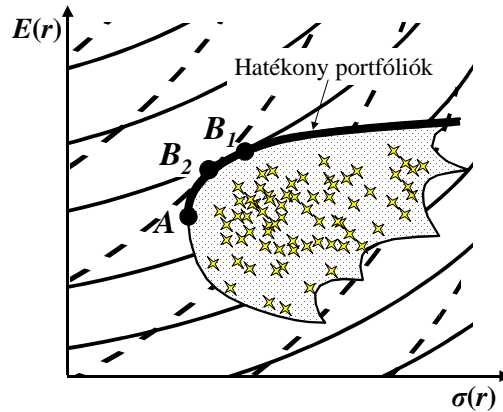 E(r)
Hatékony portfóliók
B1
B2
A
σ(r)